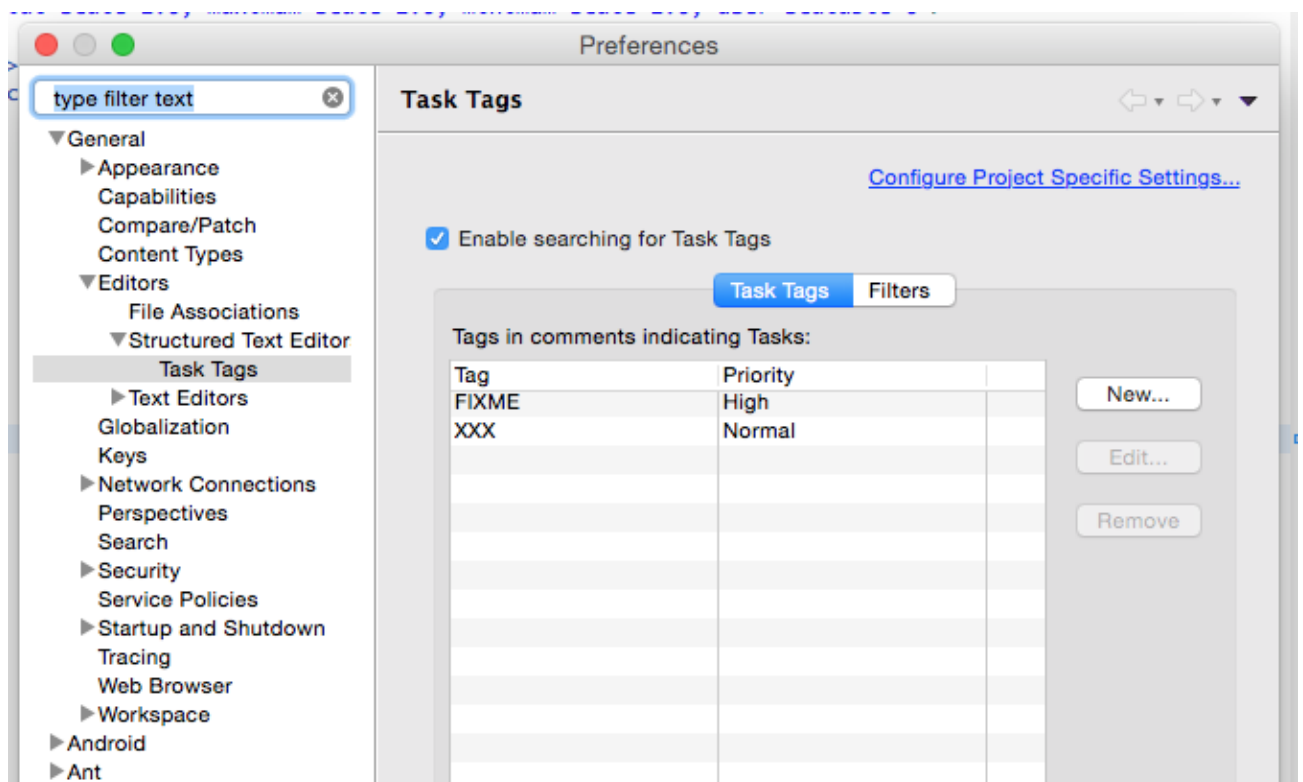 Preferences
type filter text
General
Appearance
Capabilities
Compare/Patch
Content Types
Editors
File Associations
Structured Text Editor
Task Tags
Text Editors
Globalization
Keys
Network Connections
Perspectives
Search
Security
Service Policies
Startup and Shutdown
Tracing
Web Browser
Workspace
Android
Ant
Task Tags
Configure Project Specific Settings...
Enable searching for Task Tags
Task Tags Filters
Tags in comments indicating Tasks:
Tag Priority
FIXME High
XXX Normal
New...
Edit...
Remove